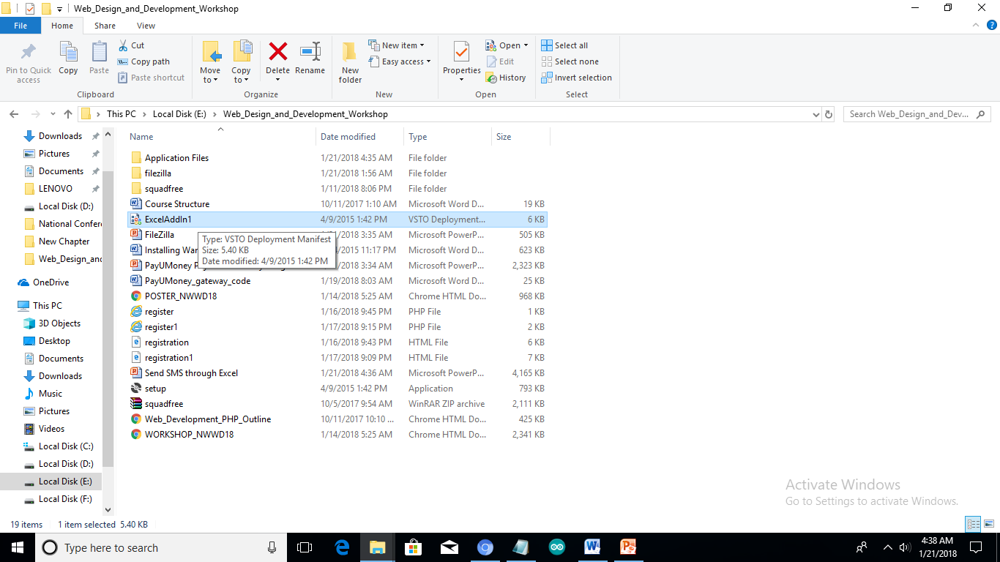 Web_Design_and_Development_Workshop
File Home Share View
Pin to Quick access
Copy
Paste
Cut
Copy path
Paste shortcut
Clipboard
Move to
Copy to
Delete
Rename
Organize
New folder
New item
Easy access
New
Properties
Open
Edit
History
Open
Select all
Select none
Invert selection
Select
This PC Local Disk (E:) Web_Design_and_Development_Workshop
Search Web_Design_and_Dev...
Downloads
Pictures
Documents
LENOVO
Local Disk (D:)
National Confer
New Chapter
Web_Design_and
OneDrive
This PC
3D Objects
Desktop
Documents
Downloads
Music
Pictures
Videos
Local Disk (C:)
Local Disk (D:)
Local Disk (E:)
Local Disk (F:)
Name Date modified Type Size
Application Files 1/21/2018 4:35 AM File folder
filezilla 1/21/2018 1:56 AM File folder
squadfree 1/11/2018 8:06 PM File folder
Course Structure 10/11/2017 1:10 AM Microsoft Word D... 19 KB
ExcelAddIn1 4/9/2015 1:42 PM VSTO Deployment... 6 KB
FileZilla 3:35 AM Microsoft PowerP... 505 KB
Installing 11:17 PM Microsoft Word D... 623 KB
PayUMoney 3:34 AM Microsoft PowerP... 2,323 KB
Type: VSTO Deployment Manifest
Size: 5.40 KB
Date modified: 4/9/2015 1:42 PM
PayUMoney_gateway_code 1/19/2018 8:03 AM Microsoft Word D... 25 KB
POSTER_NWWD18 1/14/2018 5:25 AM Chrome HTML Do... 968 KB
register 1/16/2018 9:45 PM PHP File 1 KB
register1 1/17/2018 9:15 PM PHP File 2 KB
registration 1/16/2018 9:43 PM HTML File 6 KB
registration1 1/17/2018 9:09 PM HTML File 7 KB
Send SMS through Excel 1/21/2018 4:36 AM Microsoft PowerP... 4,165 KB
setup 4/9/2015 1:42 PM Application 793 KB
squadfree 10/5/2017 9:54 AM WinRAR ZIP archive 2,111 KB
Web_Development_PHP_Outline 10/11/2017 10:10 ... Chrome HTML Do... 425 KB
WORKSHOP_NWWD18 1/14/2018 5:25 AM Chrome HTML Do... 2,341 KB
Activate Windows
Go to Settings to activate Windows.
19 items 1 item selected 5.40 KB
Type here to search
4:38 AM
1/21/2018